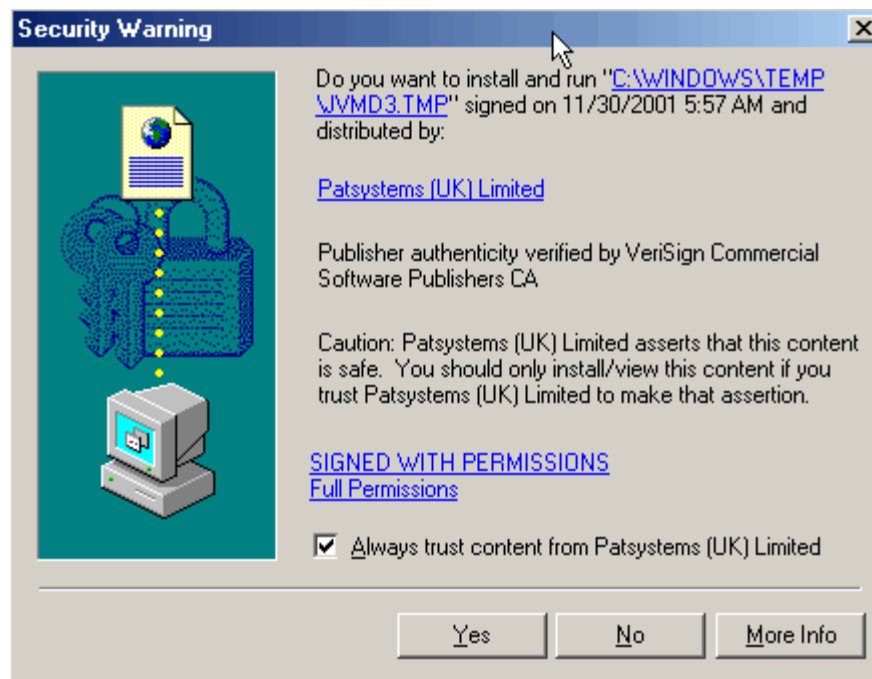 Security Warning
Do you want to install and run "C:\WINDOWS\TEMP
\JVMD3.TMP" signed on 11/30/2001 5:57 AM and
distributed by:
Patsystems (UK) Limited
Publisher authenticity verified by VeriSign Commercial
Software Publishers CA
Caution: Patsystems (UK) Limited asserts that this content
is safe.  You should only install/view this content if you
trust Patsystems (UK) Limited to make that assertion.
SIGNED WITH PERMISSIONS
Full Permissions
Always trust content from Patsystems (UK) Limited
Yes No More Info